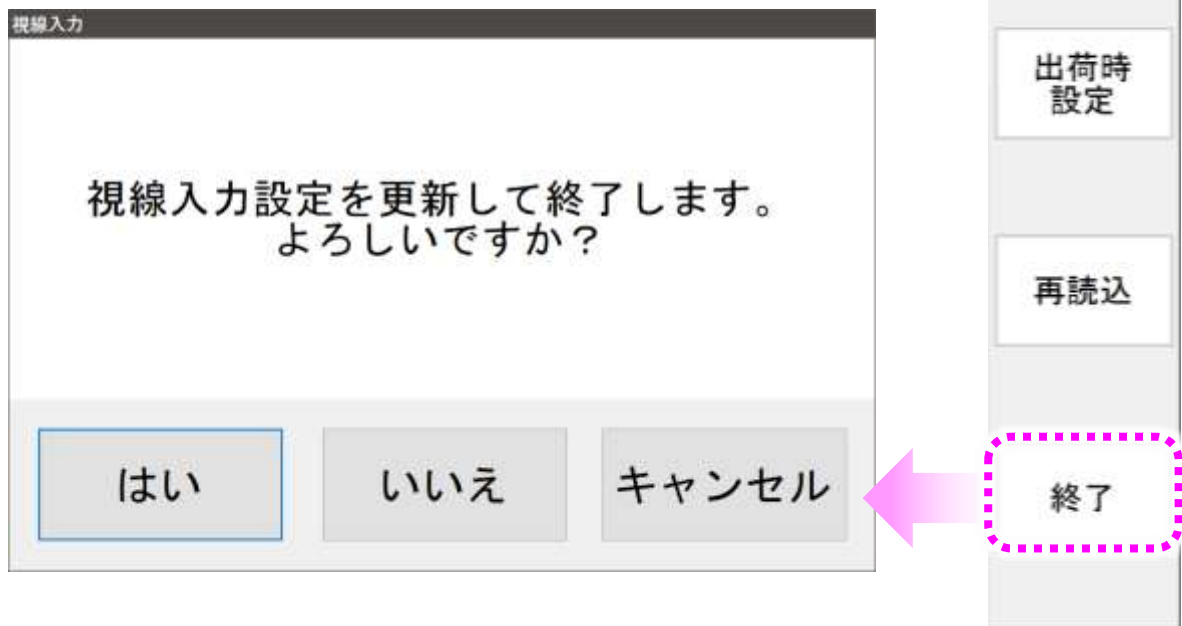 視線入力
視線入力設定を更新して終了します。
よろしいですか？
はい
いいえ
キャンセル
出荷時
設定
再読込
終了